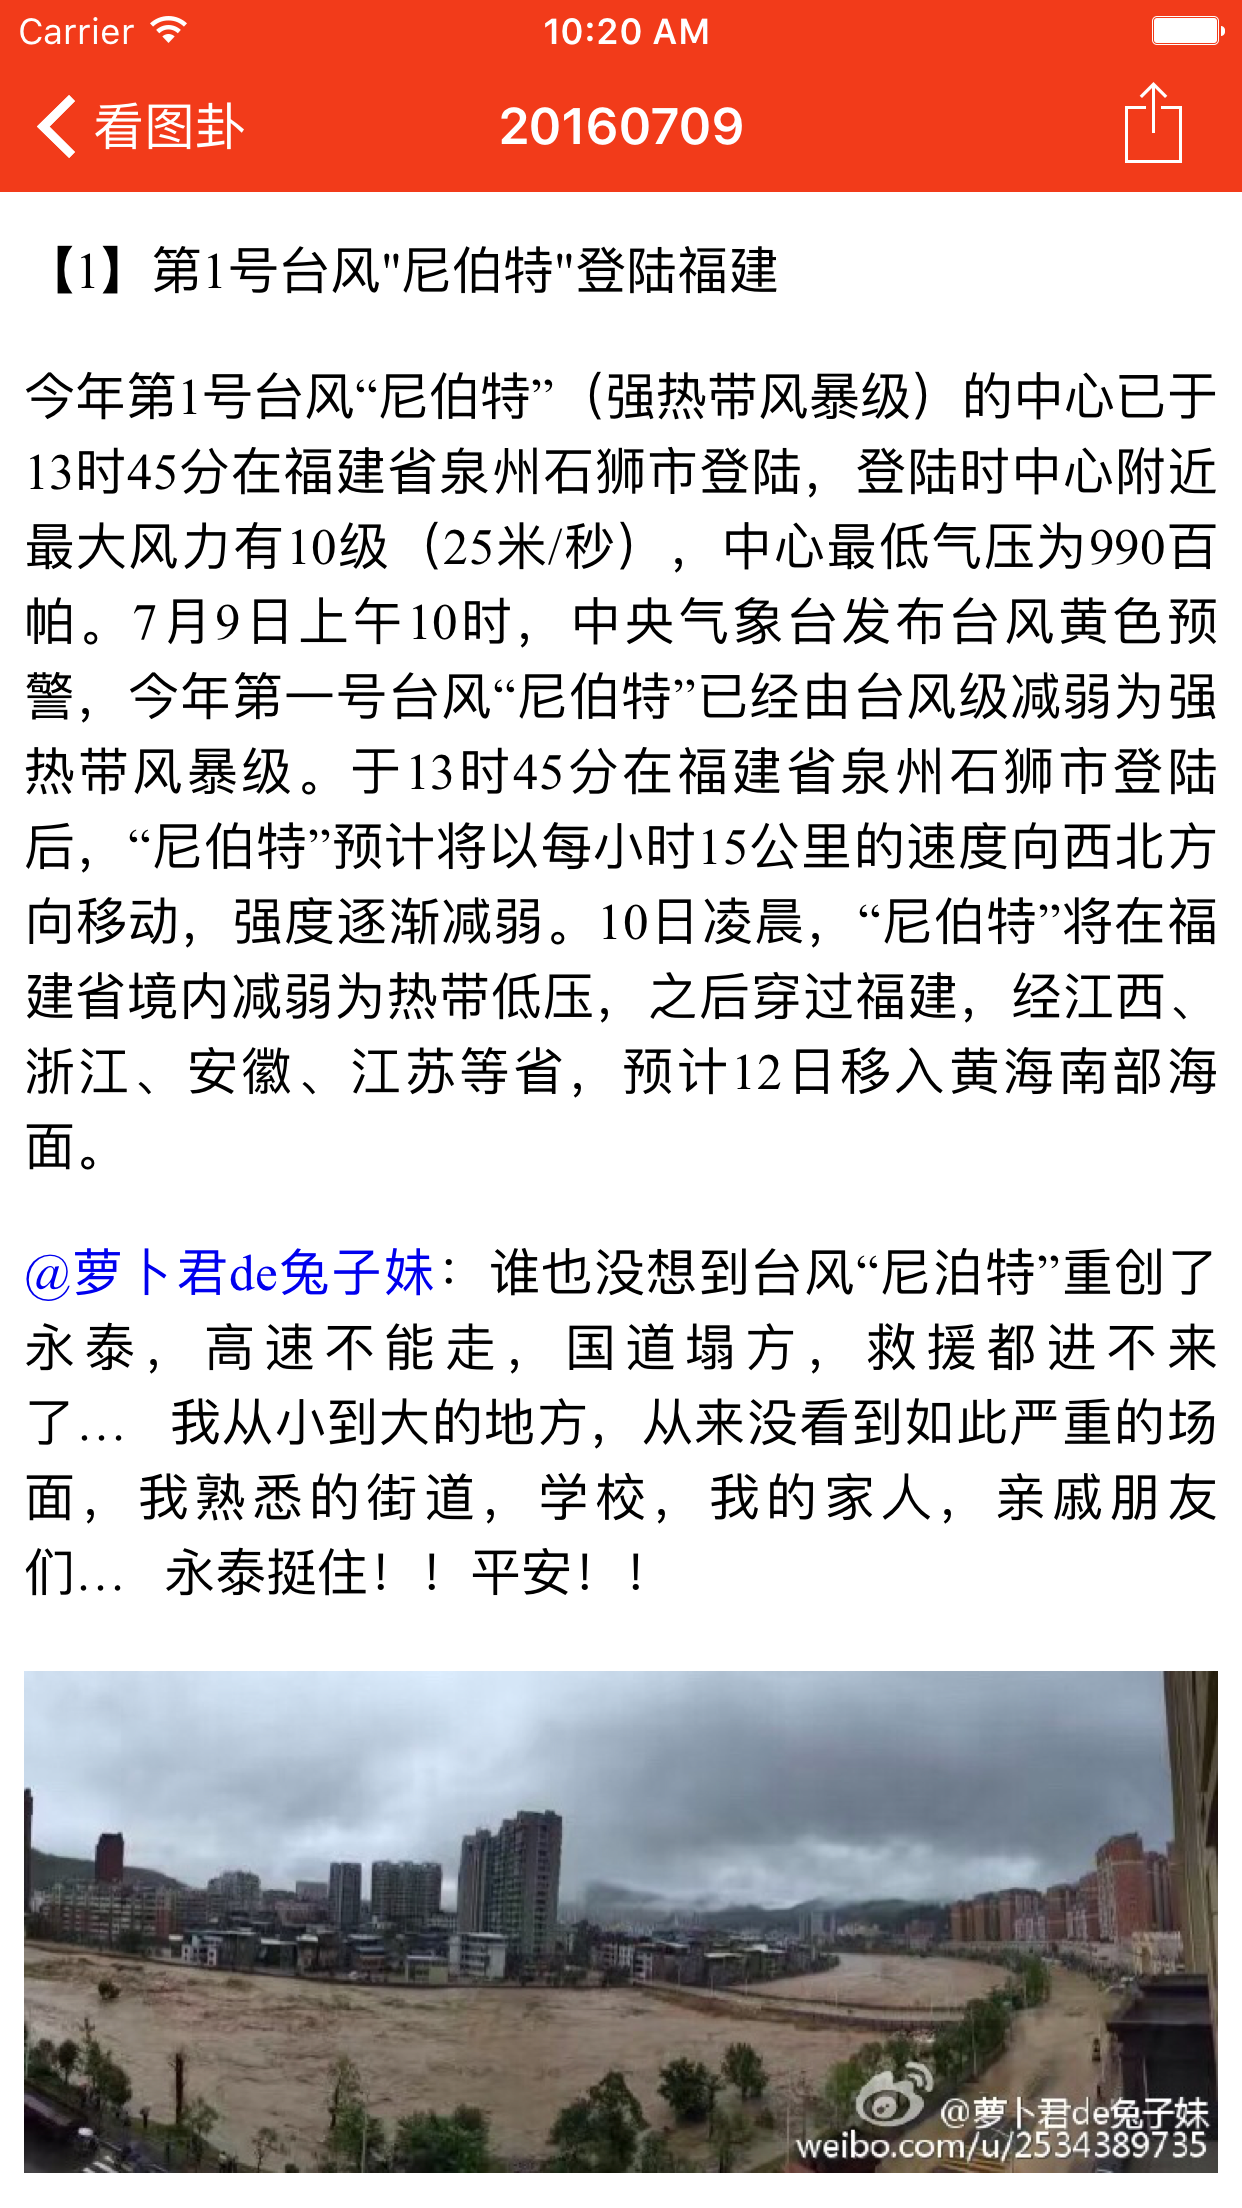 Carrier 10:20 AM
看图卦 20160709
【1】第1号台风"尼伯特"登陆福建
今年第1号台风“尼伯特”（强热带风暴级）的中心已于
13时45分在福建省泉州石狮市登陆，登陆时中心附近
最大风力有10级（25米/秒），中心最低气压为990百
帕。7月9日上午10时，中央气象台发布台风黄色预
警，今年第一号台风“尼伯特”已经由台风级减弱为强
热带风暴级。于13时45分在福建省泉州石狮市登陆
后，“尼伯特”预计将以每小时15公里的速度向西北方
向移动，强度逐渐减弱。10日凌晨，“尼伯特”将在福
建省境内减弱为热带低压，之后穿过福建，经江西、
浙江、安徽、江苏等省，预计12日移入黄海南部海
面。
@萝卜君de兔子妹：谁也没想到台风“尼泊特”重创了
永泰，高速不能走，国道塌方，救援都进不来
了… 我从小到大的地方，从来没看到如此严重的场
面，我熟悉的街道，学校，我的家人，亲戚朋友
们… 永泰挺住！！平安！！
@萝卜君de兔子妹
weibo.com/u/2534389735